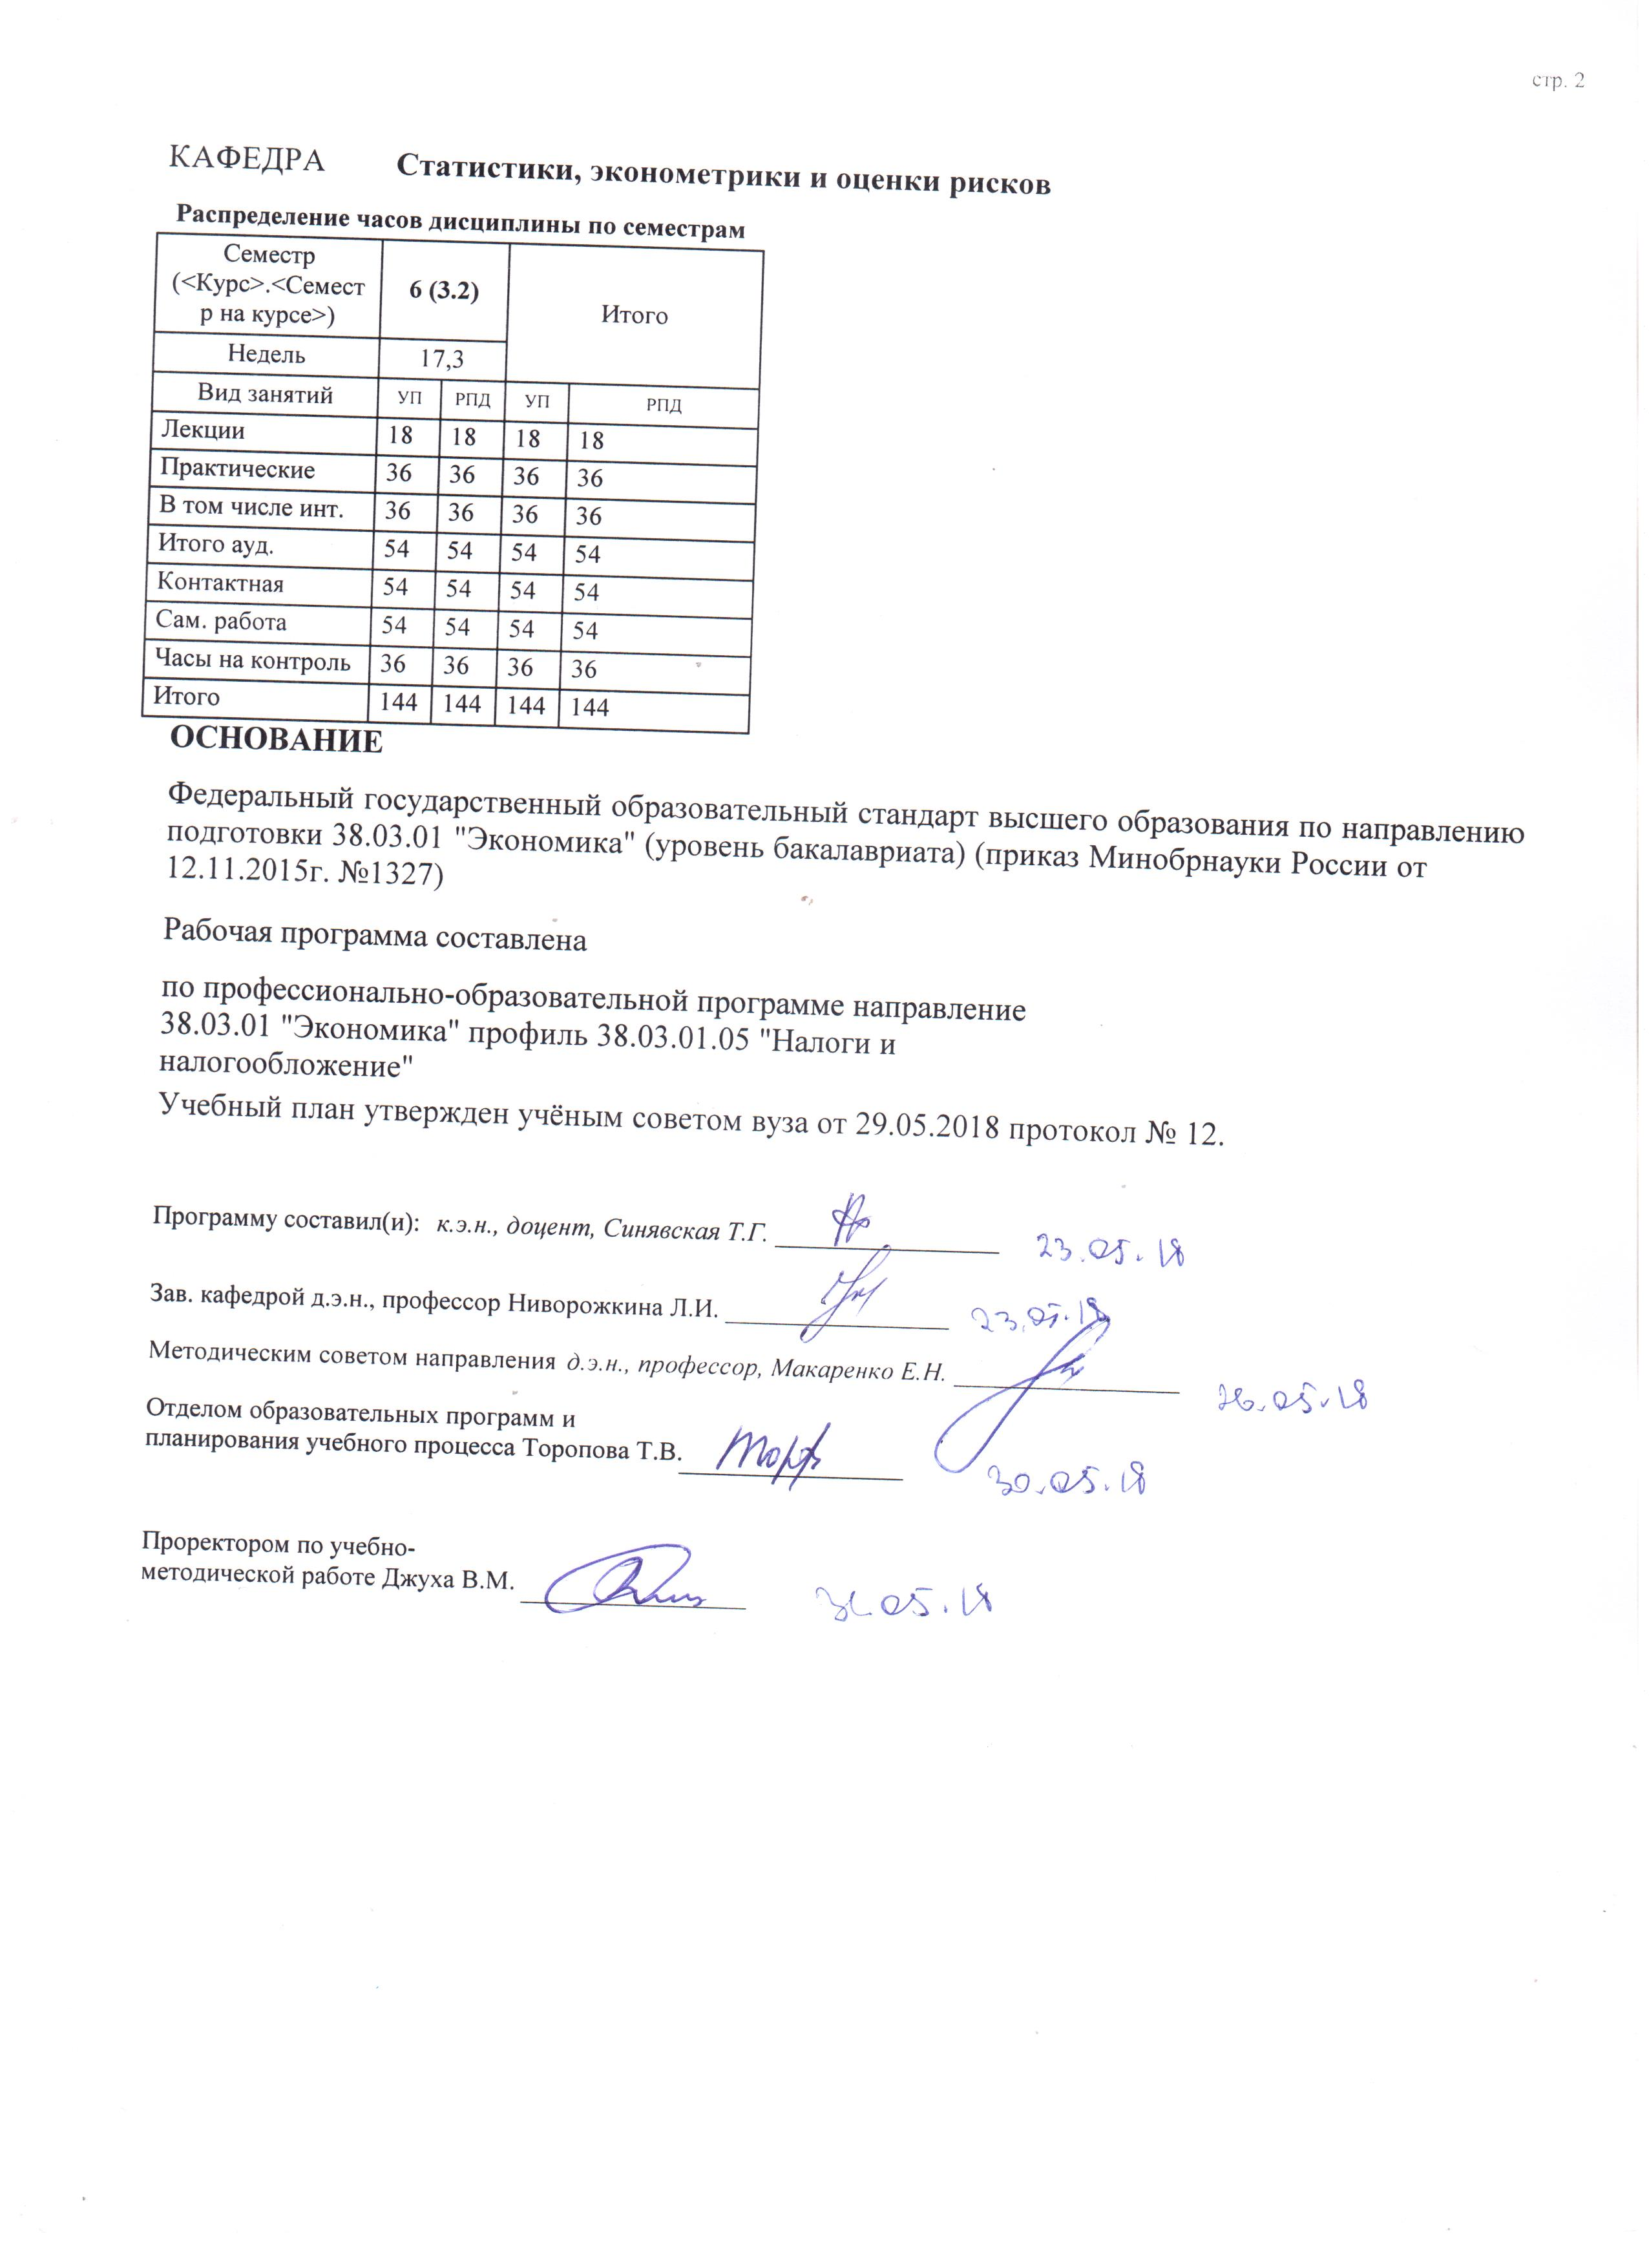 стр. 2
КАФЕДРА Статистики, эконометрики и оценки рисков
Распределение часов дисциплины по семестрам
Семестр
(<Курс>.<Семест
р на курсе>)
6 (3.2)
Итого
Недель 17,3
Вид занятий УП РПД УП РПД
Лекции 18 18 18 18
Практические 36 36 36 36
В том числе инт. 36 36 36 36
Итого ауд. 54 54 54 54
Контактная 54 54 54 54
Сам. работа 54 54 54 54
Часы на контроль 36 36 36 36
Итого 144 144 144 144
ОСНОВАНИЕ
Федеральный государственный образовательный стандарт высшего образования по направлению
подготовки 38.03.01 "Экономика" (уровень бакалавриата) (приказ Минобрнауки России от
12.11.2015г. №1327)
Рабочая программа составлена
по профессионально-образовательной программе направление
38.03.01 "Экономика" профиль 38.03.01.05 "Налоги и
налогообложение"
Учебный план утвержден учёным советом вуза от 29.05.2018 протокол № 12.
Программу составил(и): к.э.н., доцент, Синявская Т.Г. 23.05.18
Зав. кафедрой д.э.н., профессор Ниворожкина Л.И. 23.05.18
Методическим советом направления д.э.н., профессор, Макаренко Е.Н. 26.05.18
Отделом образовательных программ и
планирования учебного процесса Торопова Т.В. 30.05.18
Проректором по учебно-
методической работе Джуха В.М. 31.05.18